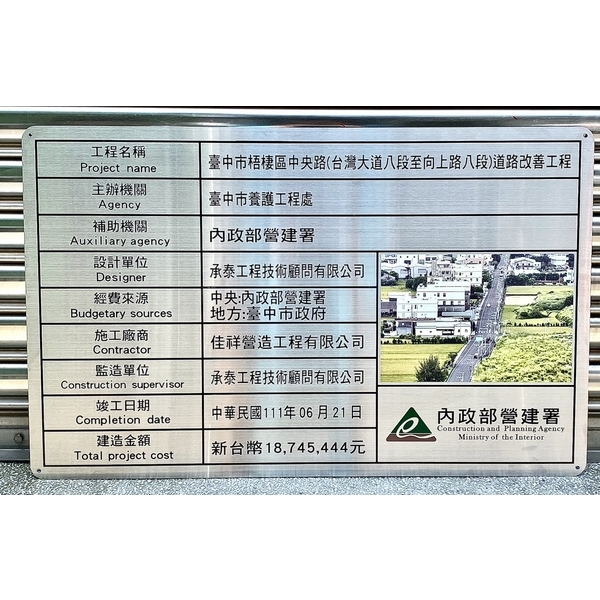 工程名稱
Project name
臺中市梧棲區中央路(台灣大道八段至向上路八段)道路改善工程
主辦機關
Agency
臺中市養護工程處
補助機關
Auxiliary agency
內政部營建署
設計單位
Designer
承泰工程技術顧問有限公司
經費來源
Budgetary sources
中央:內政部營建署
地方:臺中市政府
施工廠商
Contractor
佳祥營造工程有限公司
監造單位
Construction supervisor
承泰工程技術顧問有限公司
竣工日期
Completion date
中華民國111年06月21日
建造金額
Total project cost
新台幣18,745,444元
內政部營建署
Construction and Planning Agency
Ministry of the Interior